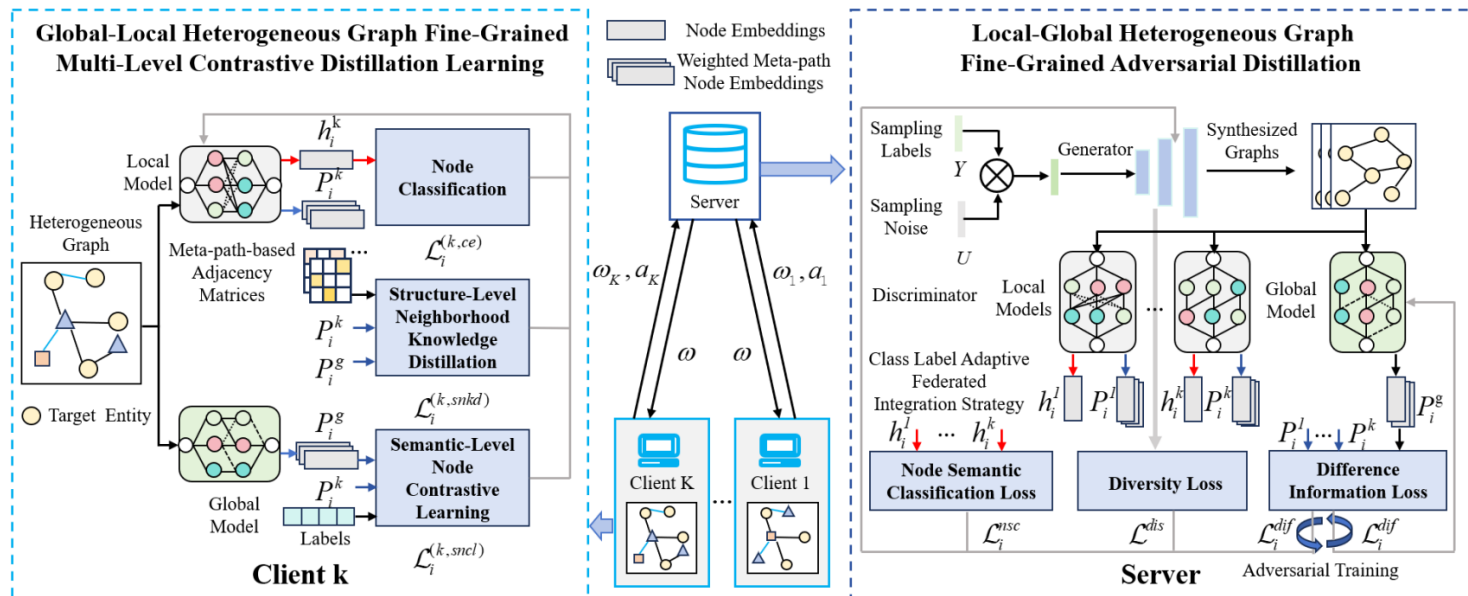 Global-Local Heterogeneous Graph Fine-Grained
Multi-Level Contrastive Distillation Learning
h_i^k
Local
Model
P_i^k
Node
Classification
Heterogeneous
Graph
Meta-path-based
Adjacency
Matrices
...
ℒ_i^{(k,ce)}
Structure-Level
Neighborhood
Knowledge
Distillation
P_i^k
P_i^g
Target Entity
ℒ_i^{(k,snkd)}
P_i^g
Semantic-Level
Node
Contrastive
Learning
P_i^k
Global
Model
Labels
ℒ_i^{(k,sncl)}
Client k
Node Embeddings
Weighted Meta-path
Node Embeddings
Server
ω_K, a_K
ω_1, a_1
ω
ω
Client K
...
Client 1
Local-Global Heterogeneous Graph
Fine-Grained Adversarial Distillation
Sampling
Labels
Y
Generator
Synthesized
Graphs
Sampling
Noise
U
Discriminator
Local
Models
...
Global
Model
Class Label Adaptive
Federated
Integration Strategy
h_i^1
P_i^1
h_i^k
P_i^k
P_i^g
h_i^1 ... h_i^k
P_i^1 ... P_i^k
Node Semantic
Classification Loss
Diversity Loss
Difference
Information Loss
ℒ_i^{nsc}
ℒ^{dis}
ℒ_i^{dif}
ℒ_i^{dif}
Adversarial Training
Server